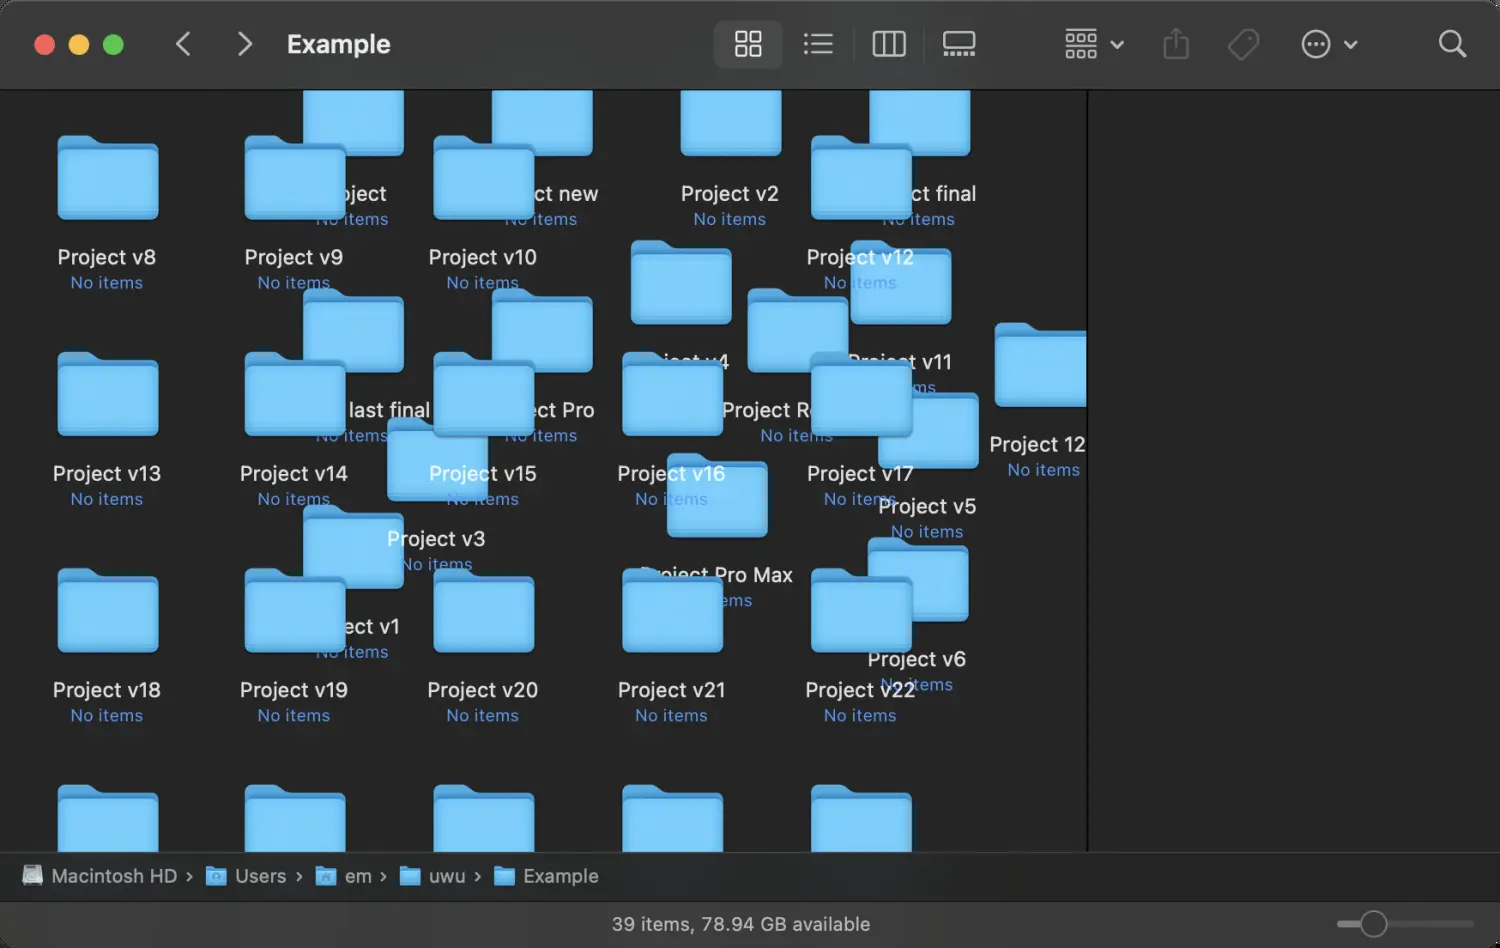 Example
ject
ct new
Project v2
ct final
No items
No items
No items
No items
Project v8
Project v9
Project v10
Project v12
No items
No items
No items
No items
ject v4
Project v11
ms
last final
ct Pro
Project R
No items
No items
No items
Project 12
No items
Project v13
Project v14
Project v15
Project v16
Project v17
No items
No items
No items
No items
No items
Project v5
No items
Project v3
No items
Project Pro Max
ems
ect v1
No items
Project v6
No items
Project v18
Project v19
Project v20
Project v21
Project v22
No items
No items
No items
No items
No items
Macintosh HD › Users › em › uwu › Example
39 items, 78.94 GB available